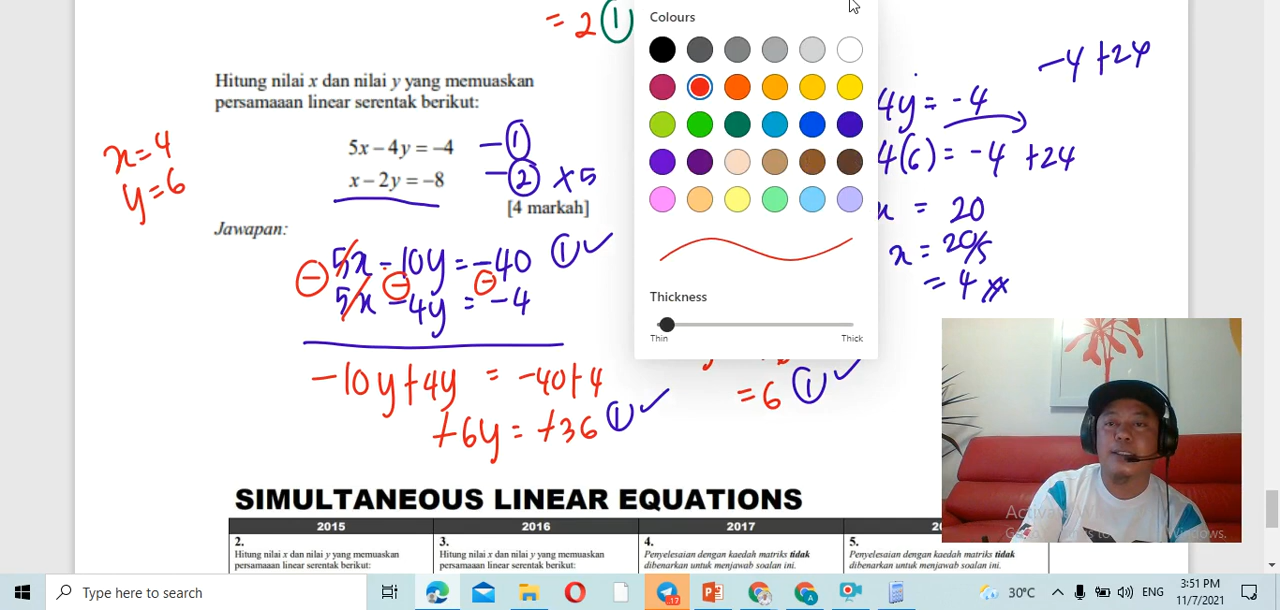 = 2 ①
Hitung nilai x dan nilai y yang memuaskan
persamaaan linear serentak berikut:
5x – 4y = –4 –①
x – 2y = –8 –② ×5
[4 markah]
x=4
y=6
Jawapan:
5x – 10y = –40 ① ✓
5x – 4y = –4
–10y+4y = –40+4
+6y = +36 ① ✓
= 6 ① ✓
Colours
Thickness
Thin Thick
–4 +24
4y = –4
4(6) = –4 +24
x = 20
x = 20/5
= 4
SIMULTANEOUS LINEAR EQUATIONS
2015 2016 2017
2. 3. 4. 5.
Hitung nilai x dan nilai y yang memuaskan
persamaaan linear serentak berikut:
Hitung nilai x dan nilai y yang memuaskan
persamaaan linear serentak berikut:
Penyelesaian dengan kaedah matriks tidak
dibenarkan untuk menjawab soalan ini.
Penyelesaian dengan kaedah matriks tidak
dibenarkan untuk menjawab soalan ini.
Type here to search
17
30°C
ENG
3:51 PM
11/7/2021